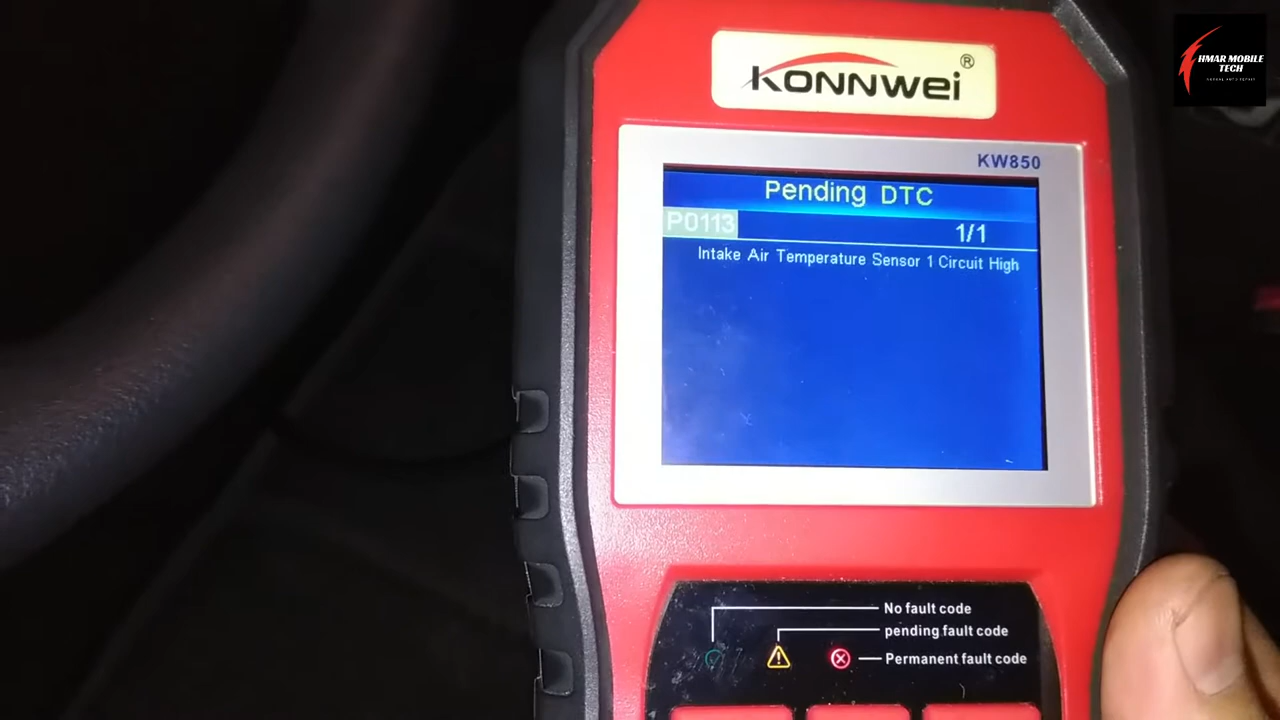 KONNWEI®
HMAR MOBILE
TECH
KW850
Pending DTC
P0113 1/1
Intake Air Temperature Sensor 1 Circuit High
No fault code
pending fault code
Permanent fault code